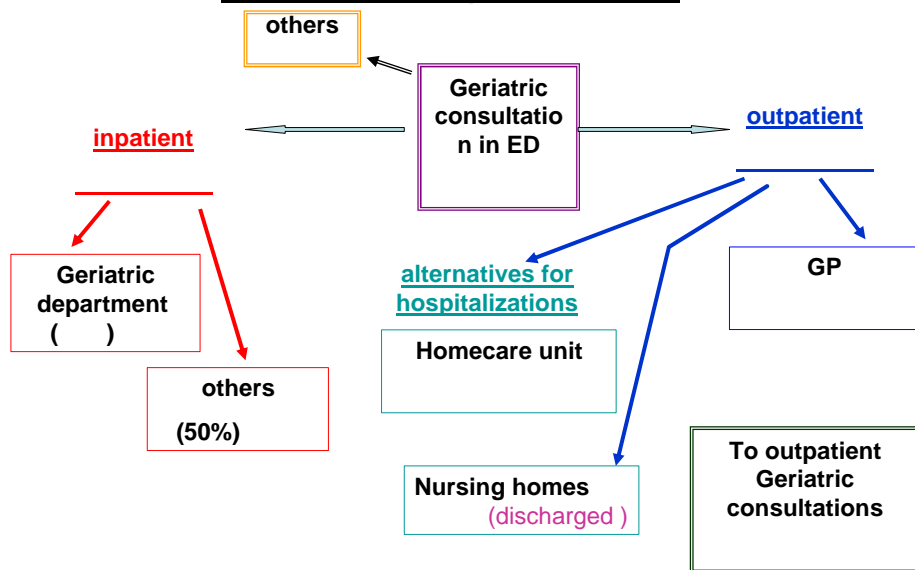 others
Geriatric
consultatio
n in ED
inpatient
outpatient
Geriatric
department
( )
others
(50%)
alternatives for
hospitalizations
Homecare unit
Nursing homes
(discharged )
GP
To outpatient
Geriatric
consultations